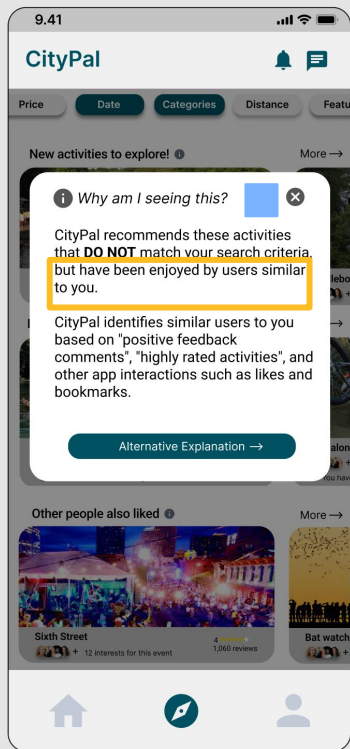 9.41
CityPal
Price Date Categories Distance Featu
New activities to explore! More →
Why am I seeing this?
CityPal recommends these activities
that DO NOT match your search criteria,
but have been enjoyed by users similar
to you.
CityPal identifies similar users to you
based on "positive feedback
comments", "highly rated activities", and
other app interactions such as likes and
bookmarks.
Alternative Explanation →
Other people also liked More →
Sixth Street
+ 12 interests for this event
4
1,060 reviews
Bat watch